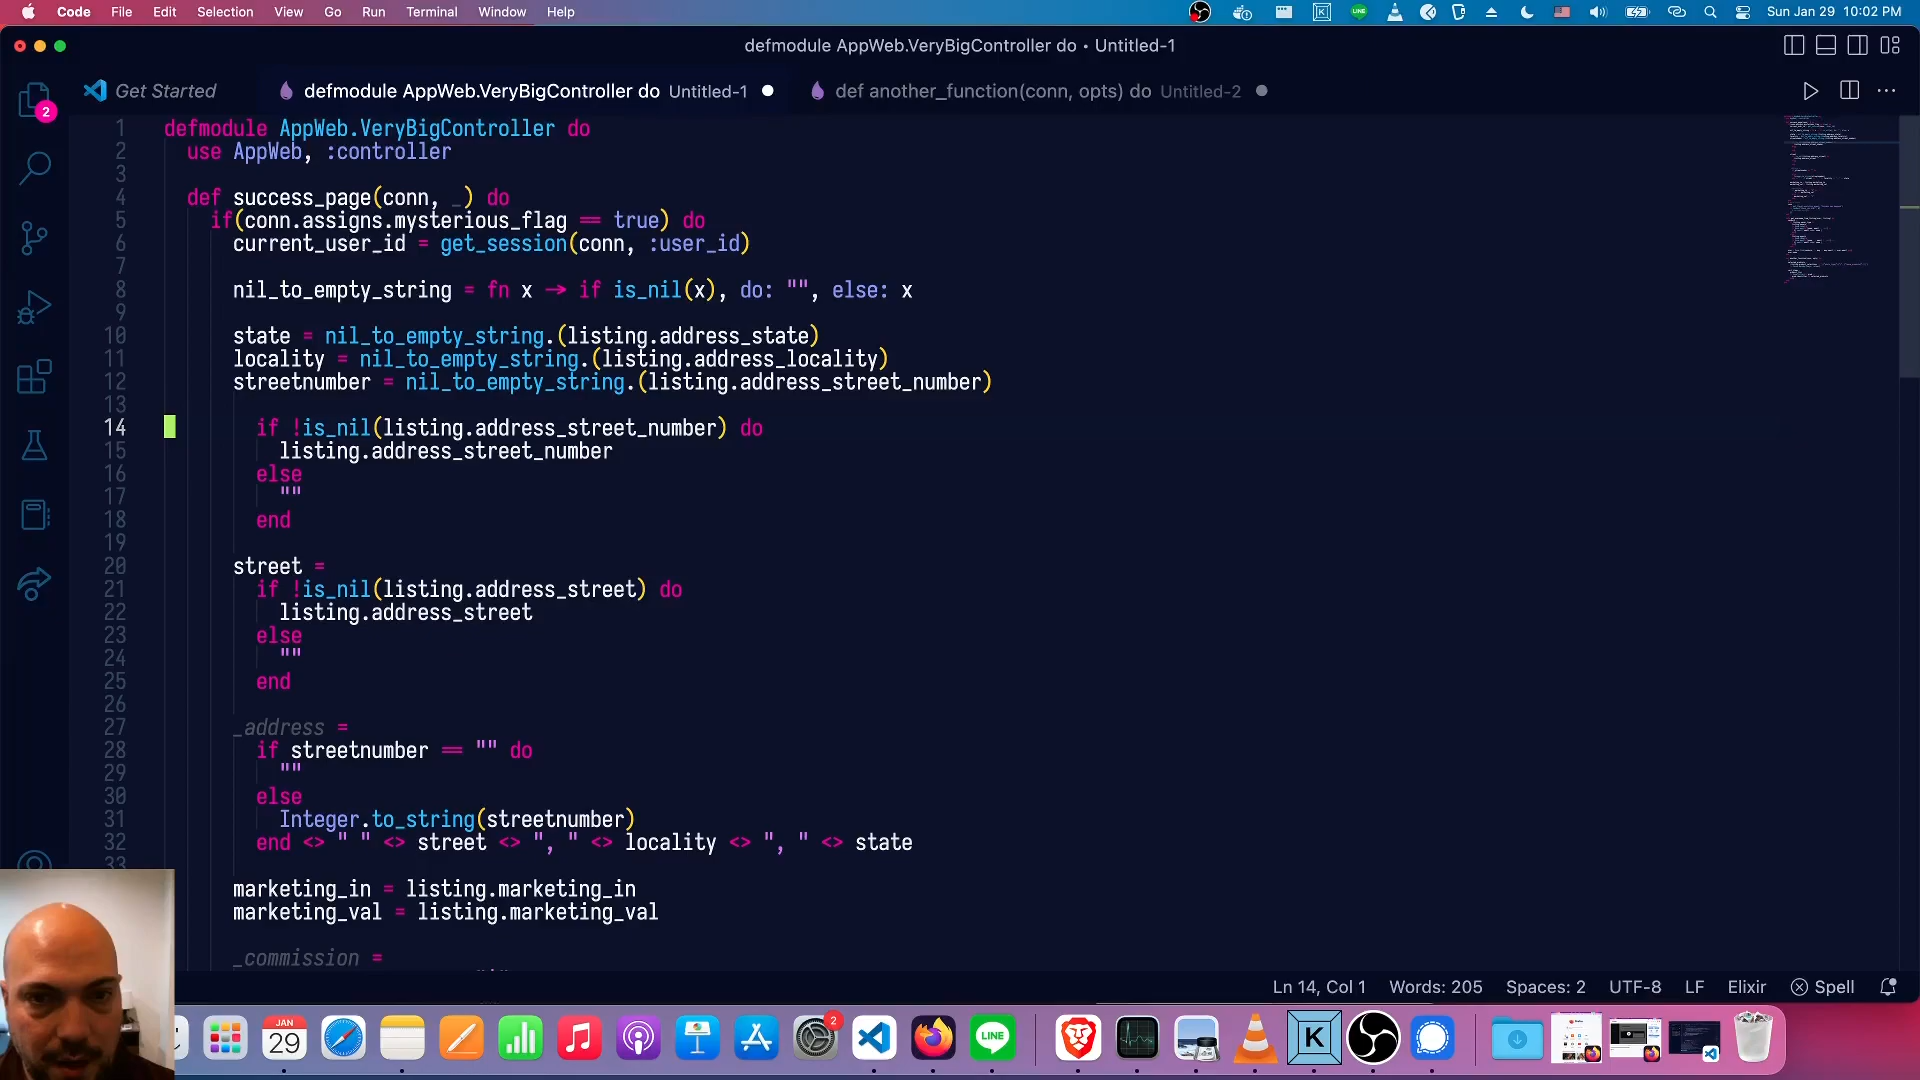 Code File Edit Selection View Go Run Terminal Window Help Sun Jan 29 10:02 PM
defmodule AppWeb.VeryBigController do • Untitled-1
Get Started defmodule AppWeb.VeryBigController do Untitled-1 def another_function(conn, opts) do Untitled-2
2
1 defmodule AppWeb.VeryBigController do
2 use AppWeb, :controller
3
4 def success_page(conn, _) do
5 if(conn.assigns.mysterious_flag == true) do
6 current_user_id = get_session(conn, :user_id)
7
8 nil_to_empty_string = fn x -> if is_nil(x), do: "", else: x
9
10 state = nil_to_empty_string.(listing.address_state)
11 locality = nil_to_empty_string.(listing.address_locality)
12 streetnumber = nil_to_empty_string.(listing.address_street_number)
13
14 if !is_nil(listing.address_street_number) do
15 listing.address_street_number
16 else
17 ""
18 end
19
20 street =
21 if !is_nil(listing.address_street) do
22 listing.address_street
23 else
24 ""
25 end
26
27 _address =
28 if streetnumber == "" do
29 ""
30 else
31 Integer.to_string(streetnumber)
32 end <> " " <> street <> ", " <> locality <> ", " <> state
33
marketing_in = listing.marketing_in
marketing_val = listing.marketing_val
_commission =
Ln 14, Col 1 Words: 205 Spaces: 2 UTF-8 LF Elixir Spell
JAN
29
2
LINE
K